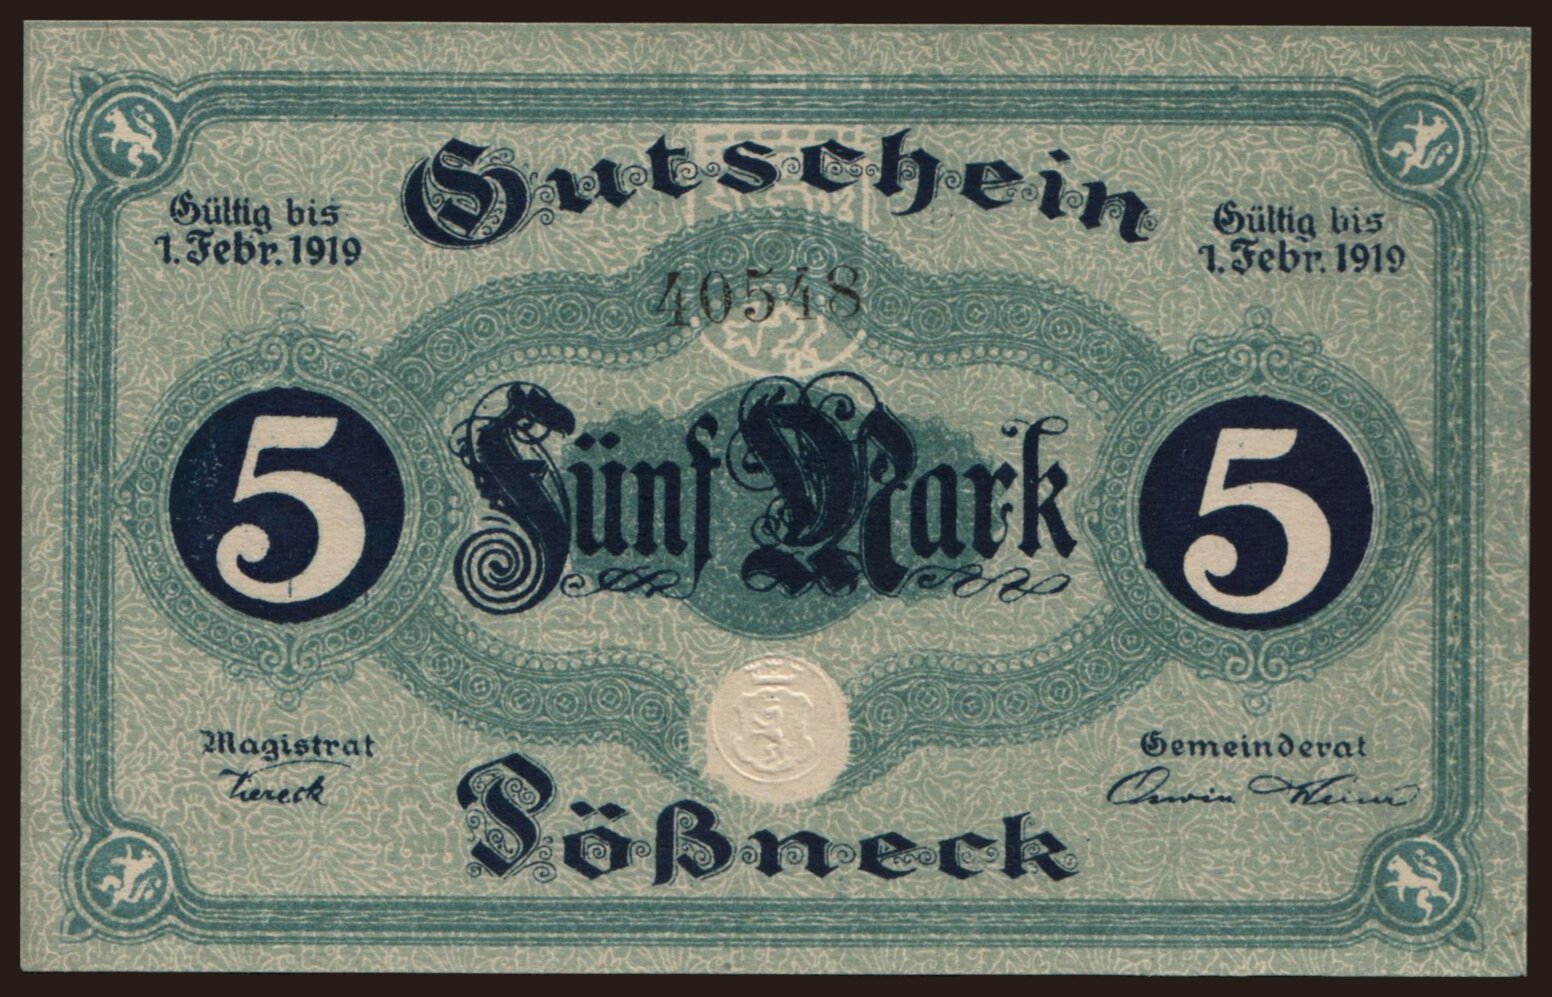 Gutschein
Gültig bis
1. Febr. 1919
Gültig bis
1. Febr. 1919
40548
5
Fünf Mark
5
Magistrat
Gemeinderat
Pößneck